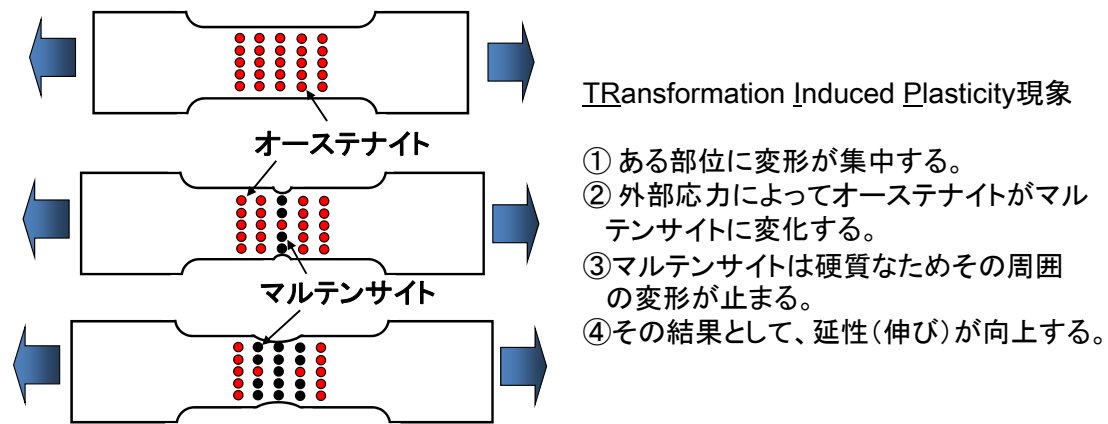 オーステナイト
マルテンサイト
TRansformation Induced Plasticity現象
① ある部位に変形が集中する。
② 外部応力によってオーステナイトがマル
テンサイトに変化する。
③マルテンサイトは硬質なためその周囲
の変形が止まる。
④その結果として、延性(伸び)が向上する。